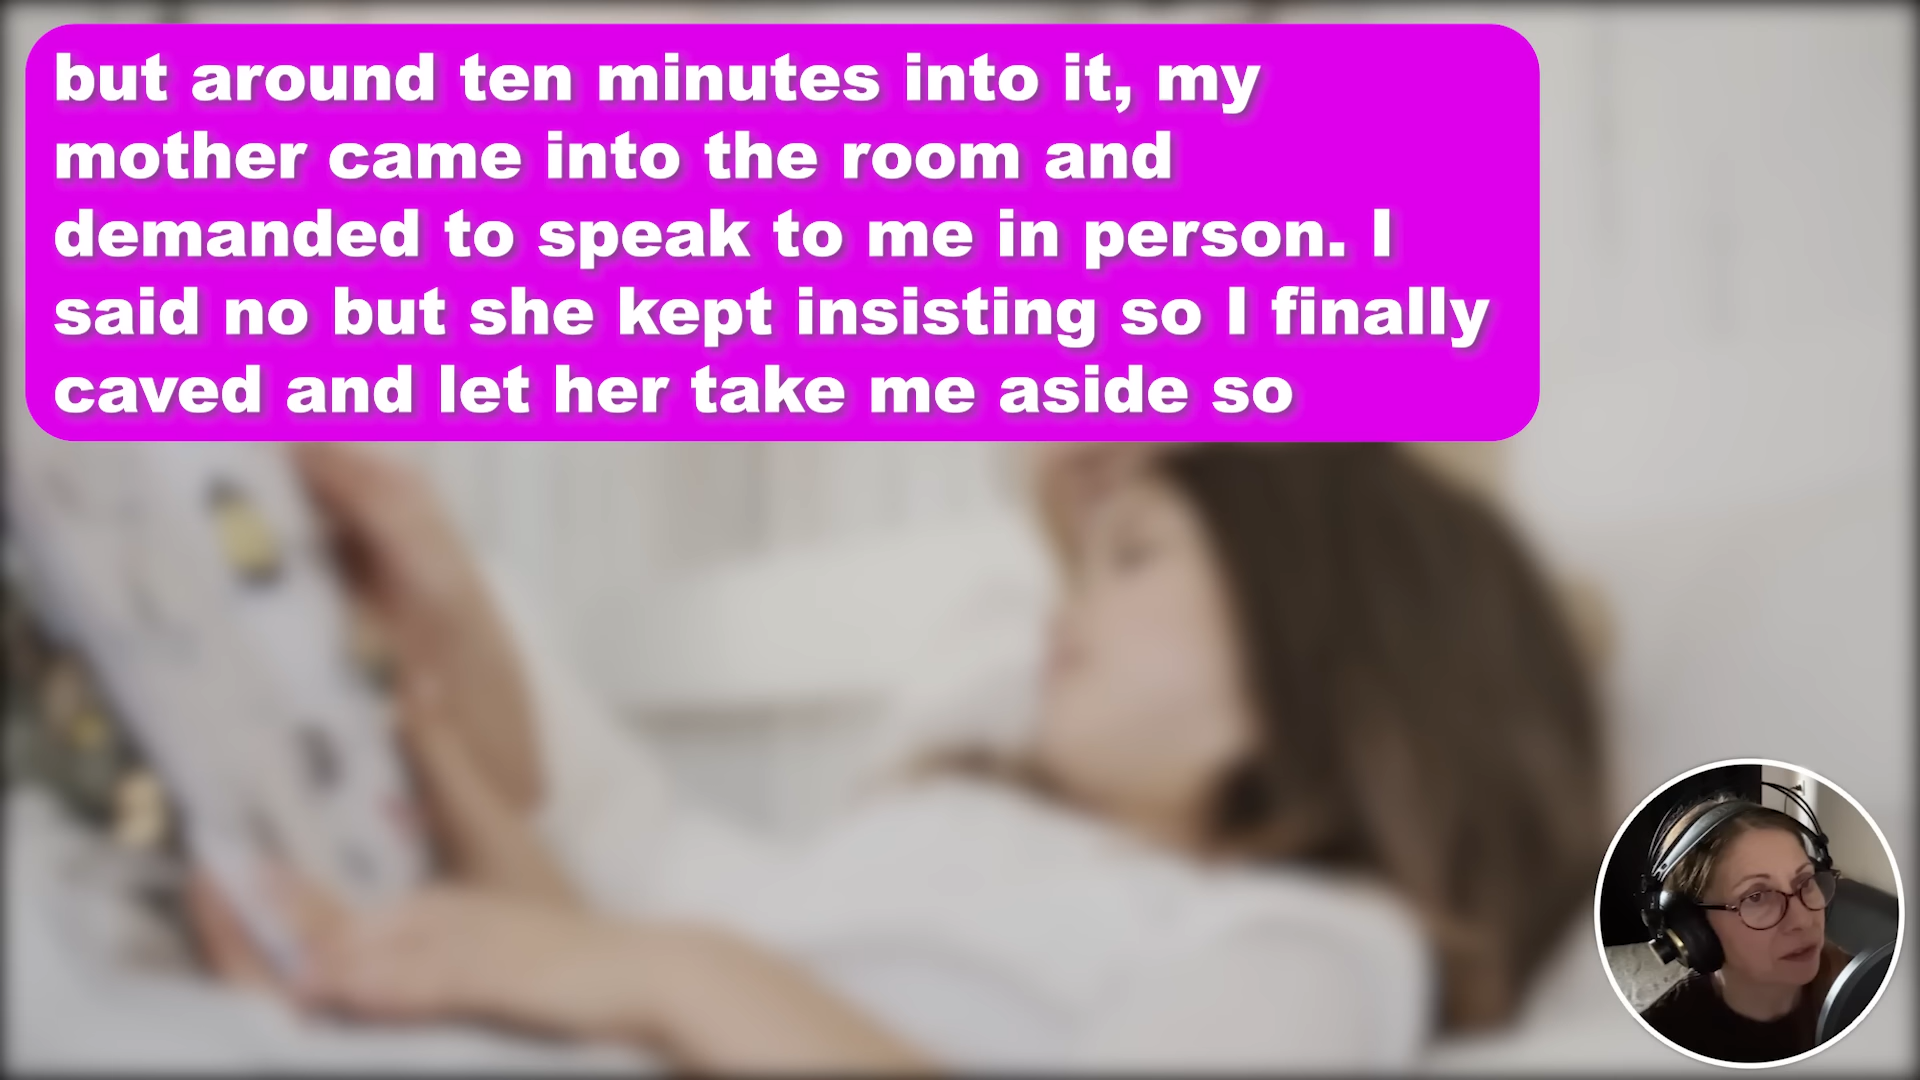 but around ten minutes into it, my
mother came into the room and
demanded to speak to me in person. I
said no but she kept insisting so I finally
caved and let her take me aside so